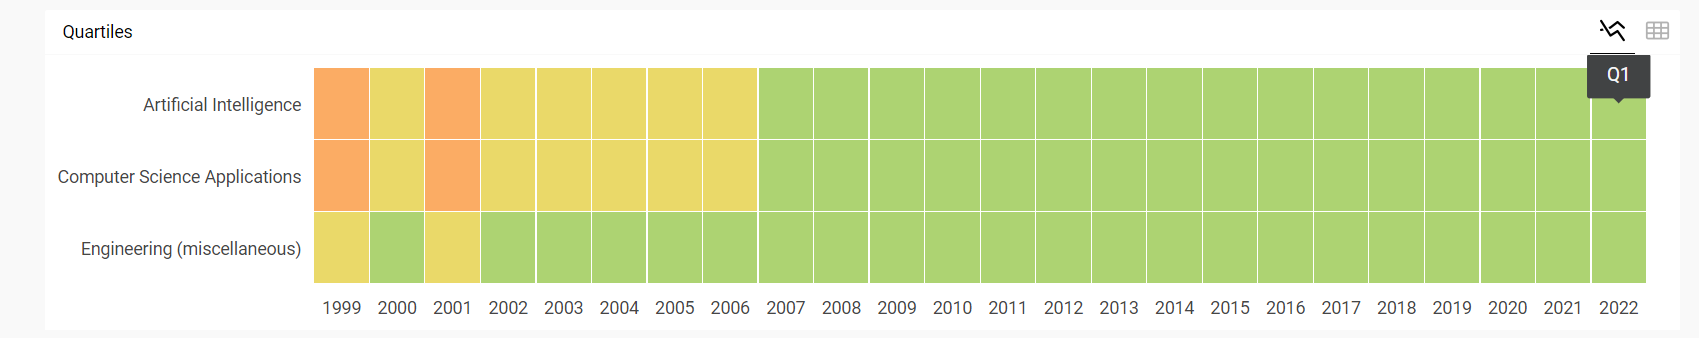 Quartiles
Q1
Artificial Intelligence
Computer Science Applications
Engineering (miscellaneous)
1999 2000 2001 2002 2003 2004 2005 2006 2007 2008 2009 2010 2011 2012 2013 2014 2015 2016 2017 2018 2019 2020 2021 2022